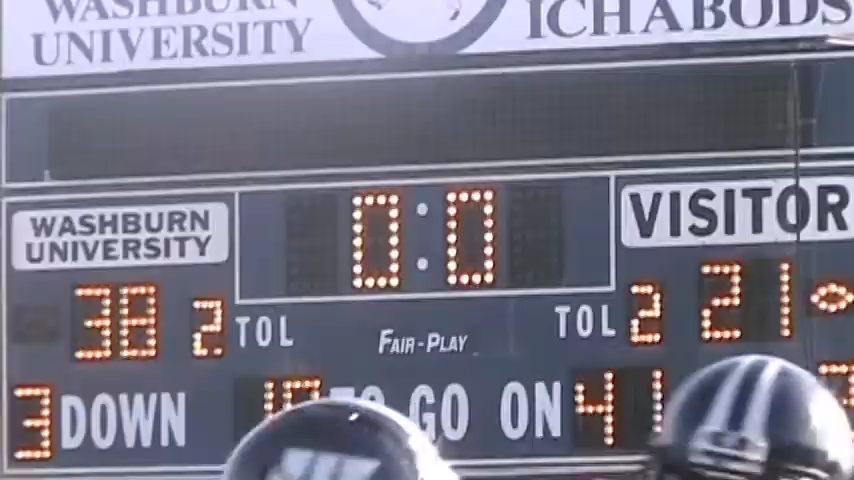 WASHBURN
UNIVERSITY
ICHABODS
WASHBURN
UNIVERSITY
0:0
VISITOR
38 2 TOL
FAIR-PLAY
TOL 2 21
3 DOWN
GO ON 41